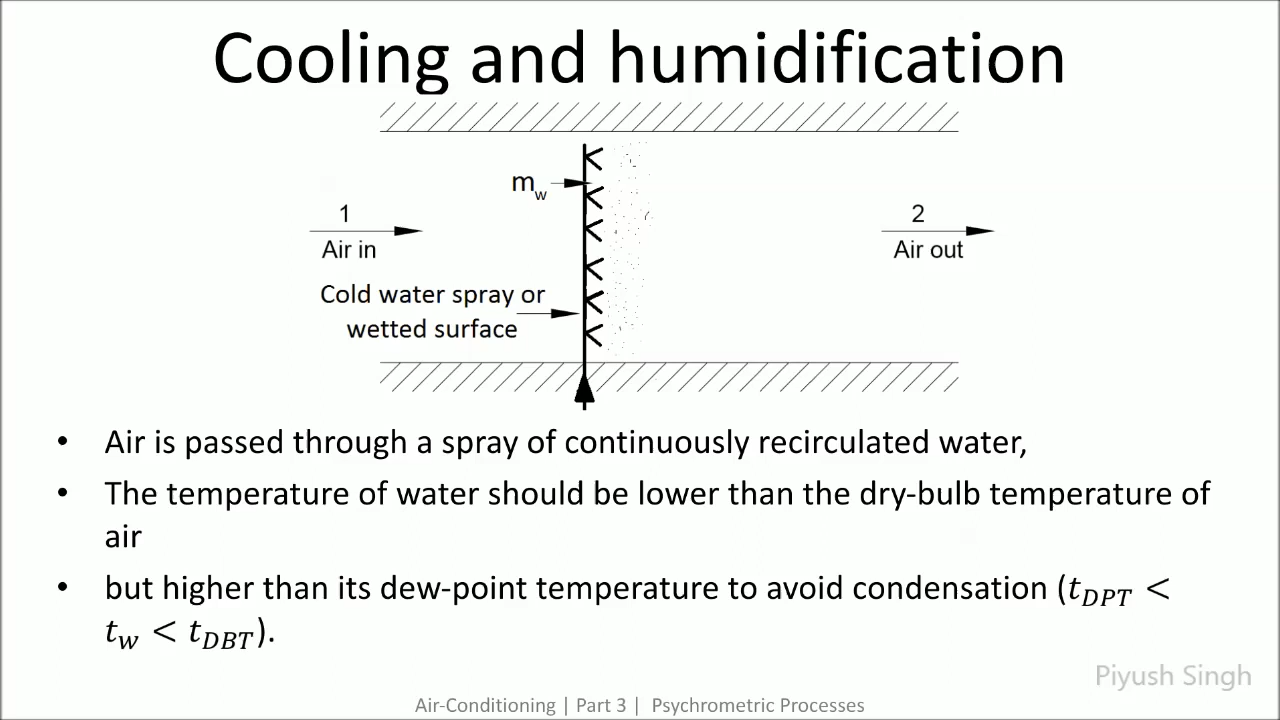 Cooling and humidification
m_w
1
Air in
2
Air out
Cold water spray or
wetted surface
• Air is passed through a spray of continuously recirculated water,
• The temperature of water should be lower than the dry-bulb temperature of
air
• but higher than its dew-point temperature to avoid condensation (t_DPT <
t_w < t_DBT).
Piyush Singh
Air-Conditioning | Part 3 | Psychrometric Processes